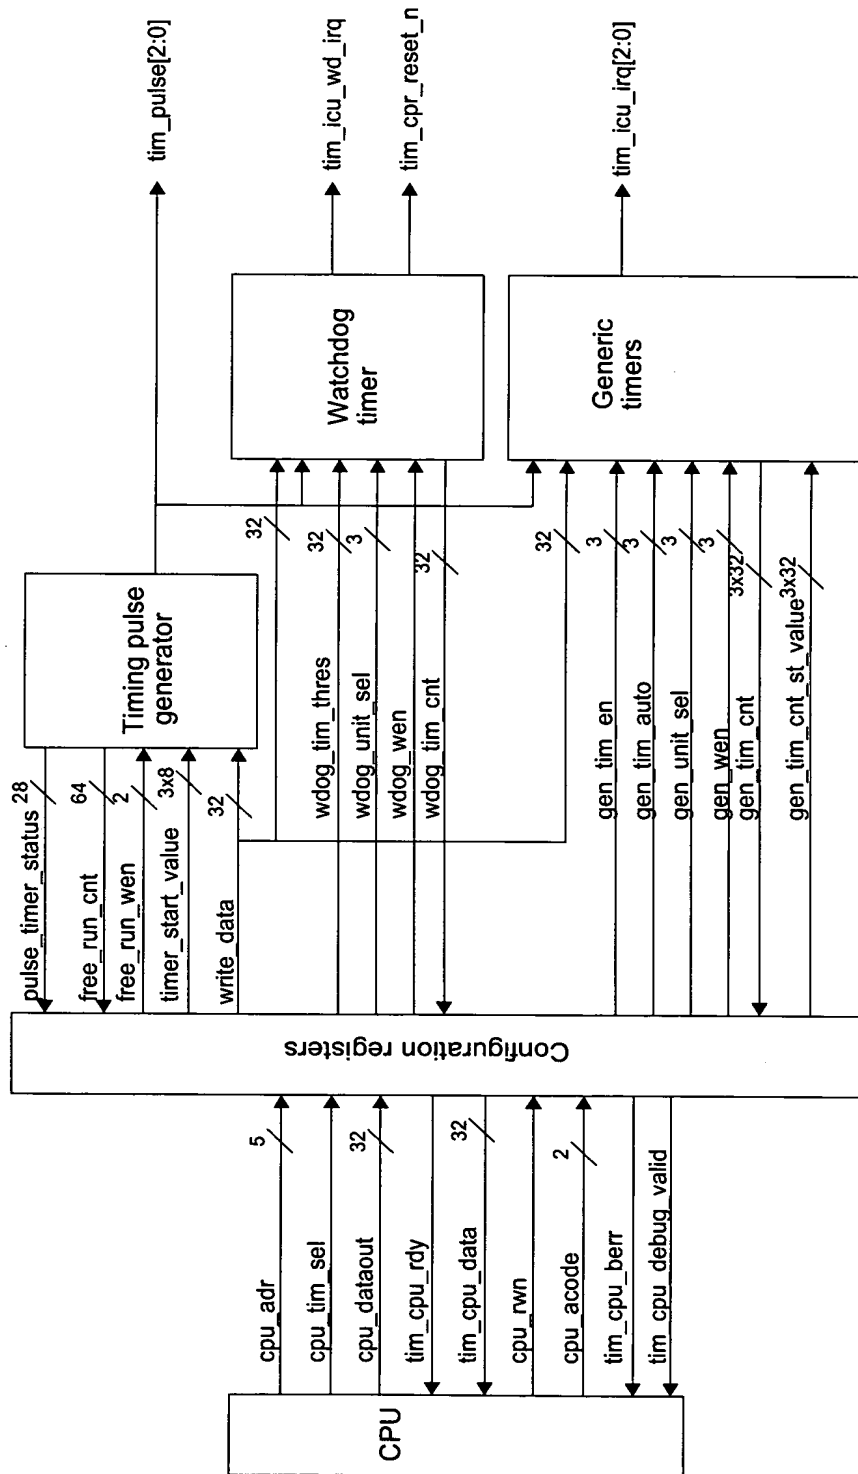 CPU
cpu_adr
5
cpu_tim_sel
cpu_dataout
32
tim_cpu_rdy
tim_cpu_data
32
cpu_rwn
cpu_acode
2
tim_cpu_berr
tim_cpu_debug_valid
Configuration registers
pulse_timer_status
28
free_run_cnt
64
free_run_wen
2
timer_start_value
3x8
write_data
32
Timing pulse
generator
tim_pulse[2:0]
32
wdog_tim_thres
32
wdog_unit_sel
3
wdog_wen
wdog_tim_cnt
32
Watchdog
timer
tim_icu_wd_irq
tim_cpr_reset_n
32
gen_tim_en
3
gen_tim_auto
3
gen_unit_sel
3
gen_wen
3
gen_tim_cnt
3x32
gen_tim_cnt_st_value
3x32
Generic
timers
tim_icu_irq[2:0]